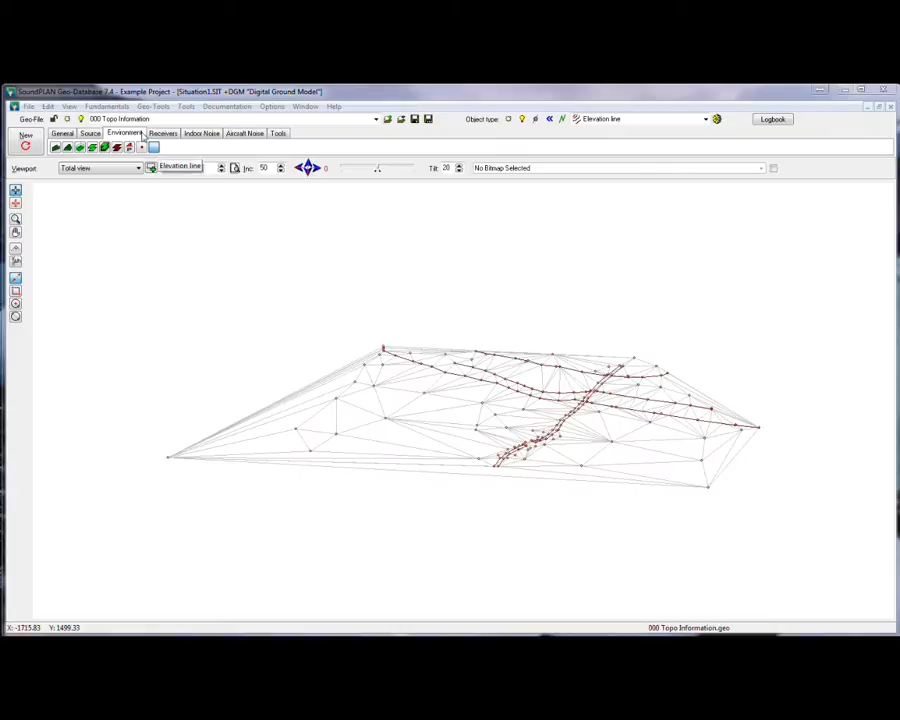 SoundPLAN Geo-Database 7.4 - Example Project - [Situation1.SIT +DGM "Digital Ground Model"]
File Edit View Fundamentals Geo-Tools Tools Documentation Options Window Help
Geo-File: 000 Topo Information Object type: Elevation line Logbook
New General Source Environment Receivers Indoor Noise Aircraft Noise Tools
Viewport: Total view Elevation line Inc: 50 0 Tilt: 20 No Bitmap Selected
X: -1715.83 Y: 1499.33 000 Topo Information.geo